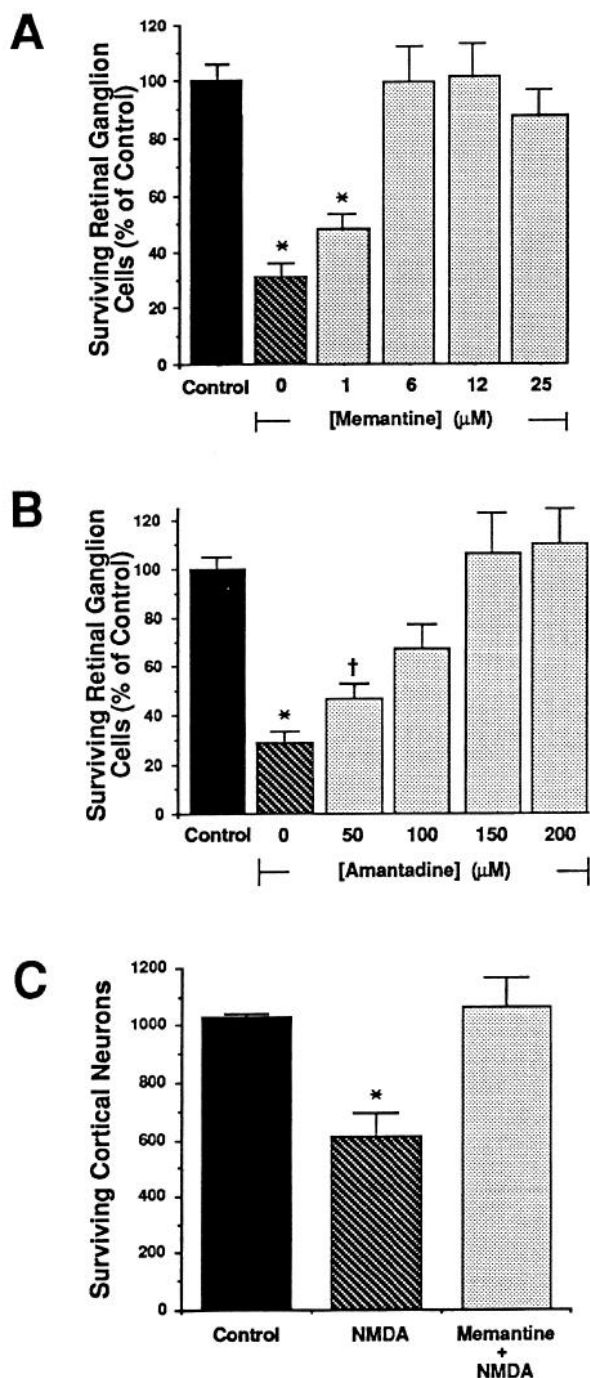 A
Surviving Retinal Ganglion
Cells (% of Control)
120
100
80
60
40
20
0
*
*
Control 0 1 6 12 25
[Memantine] (μM)
B
Surviving Retinal Ganglion
Cells (% of Control)
120
100
80
60
40
20
0
*
†
Control 0 50 100 150 200
[Amantadine] (μM)
C
Surviving Cortical Neurons
1200
1000
800
600
400
200
0
*
Control NMDA Memantine
+
NMDA